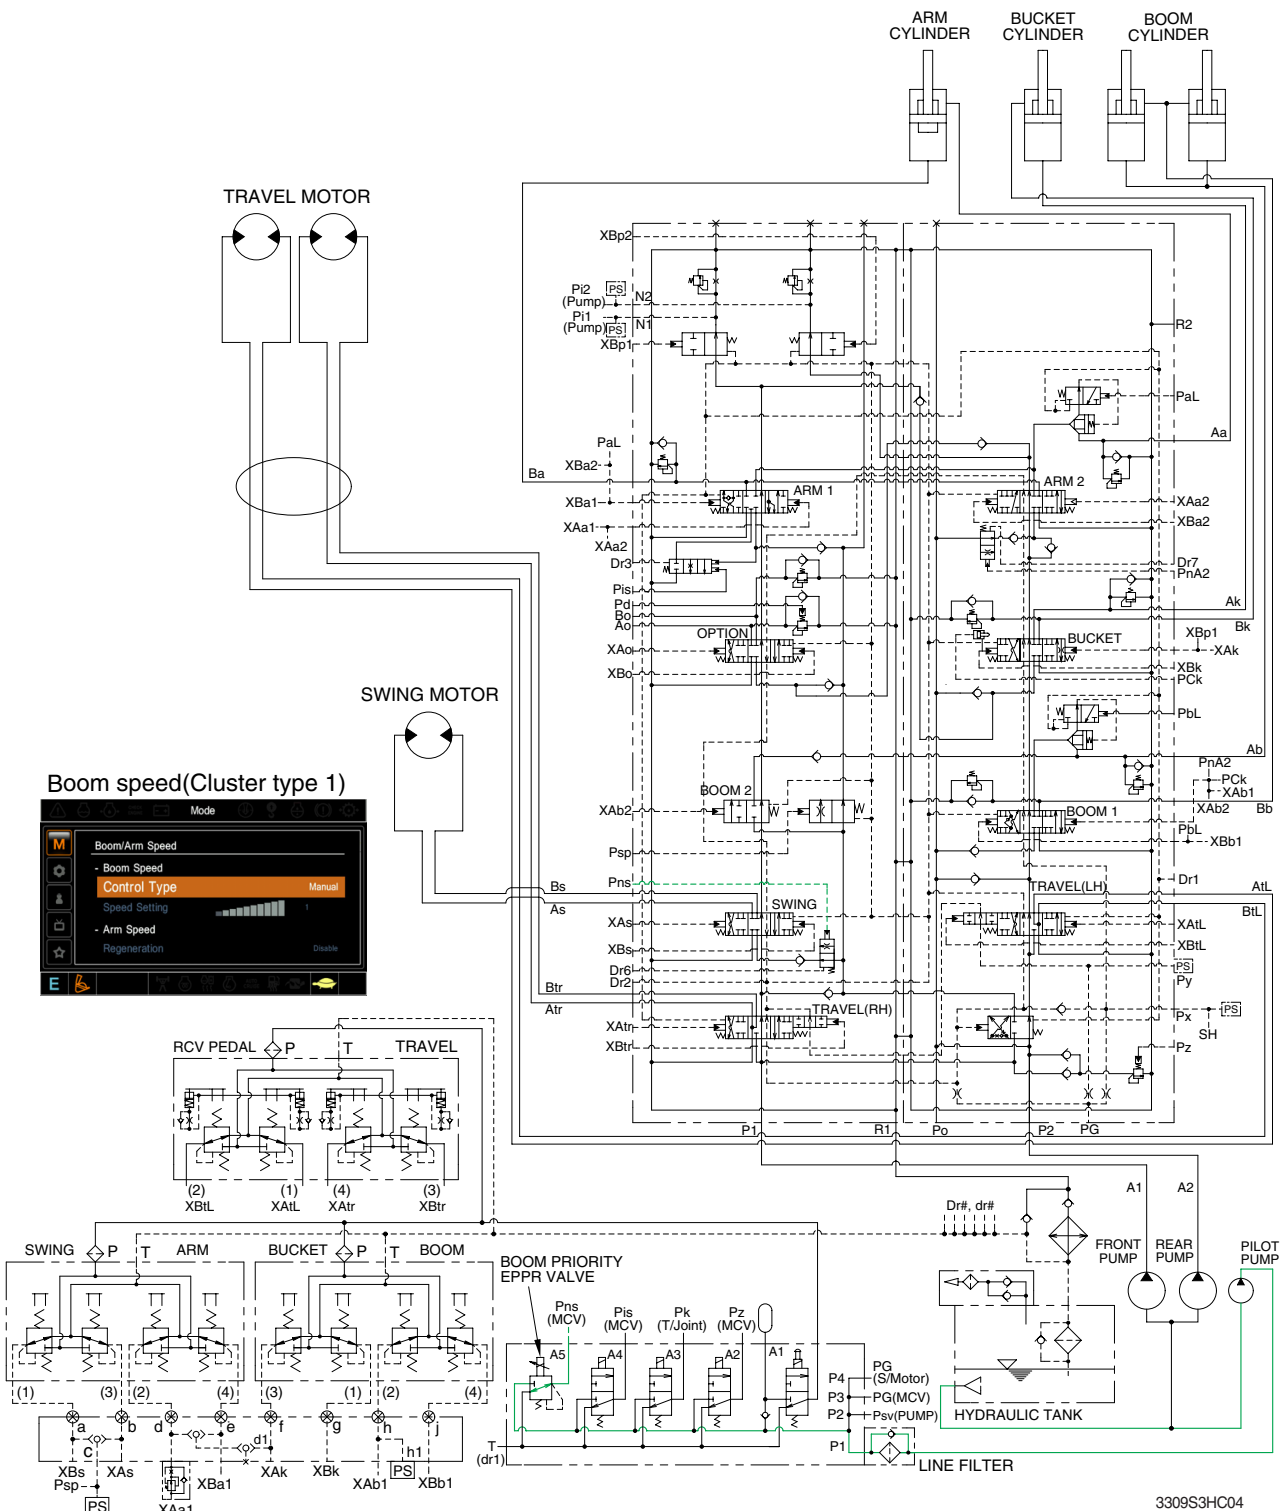 ARM
CYLINDER
BUCKET
CYLINDER
BOOM
CYLINDER
TRAVEL MOTOR
XBp2
Pi2
(Pump)
PS
N2
Pi1
(Pump)
PS
N1
XBp1
R2
PaL
Aa
PaL
XBa2
Ba
XBa1
ARM 1
ARM 2
XAa2
XBa2
XAa1
XAa2
Dr3
Dr7
PnA2
Pis
Pd
Bo
Ao
Ak
Bk
OPTION
BUCKET
XBp1
XAo
XAk
XBo
XBk
PCk
SWING MOTOR
PbL
Ab
PnA2
PCk
XAb1
XAb2
Bb
BOOM 2
XAb2
BOOM 1
PbL
XBb1
Psp
Pns
Dr1
TRAVEL(LH)
AtL
BtL
Bs
As
SWING
XAs
XAtL
XBs
XBtL
Dr6
Dr2
PS
Py
Btr
Atr
TRAVEL(RH)
XAtr
XBtr
Px
PS
SH
Pz
P1
R1
Po
P2
PG
Boom speed(Cluster type 1)
Mode
M
Boom/Arm Speed
- Boom Speed
Control Type
Manual
Speed Setting
1
- Arm Speed
Regeneration
Disable
E
RCV PEDAL
P
T
TRAVEL
(2)
(1)
(4)
(3)
XBtL
XAtL
XAtr
XBtr
SWING
P
T
ARM
BUCKET
P
T
BOOM
(1)
(3)
(2)
(4)
(3)
(1)
(2)
(4)
a
b
d
e
f
g
h
j
c
d1
h1
XBs
XAs
XBa1
XAk
XBk
XAb1
PS
XBb1
Psp
PS
XAa1
BOOM PRIORITY
EPPR VALVE
Pns
(MCV)
Pis
(MCV)
Pk
(T/Joint)
Pz
(MCV)
A5
A4
A3
A2
A1
T
(dr1)
P4
PG
(S/Motor)
P3
PG(MCV)
P2
Psv(PUMP)
P1
LINE FILTER
Dr#, dr#
A1
A2
FRONT
PUMP
REAR
PUMP
PILOT
PUMP
HYDRAULIC TANK
3309S3HC04